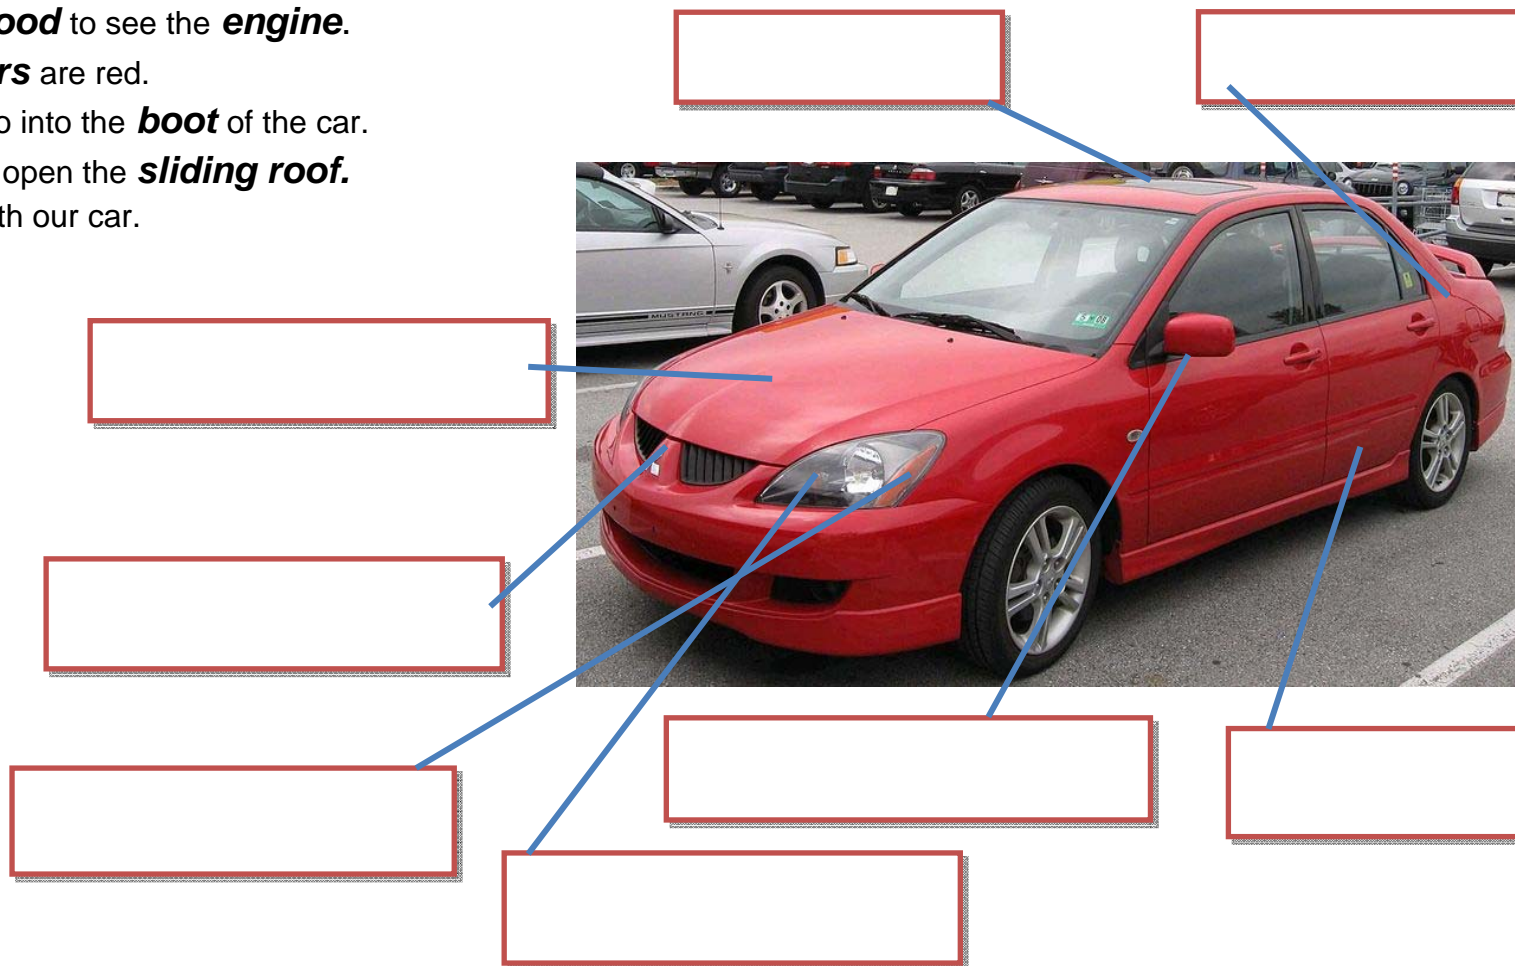 ood to see the engine.
rs are red.
o into the boot of the car.
open the sliding roof.
th our car.
MUSTANG